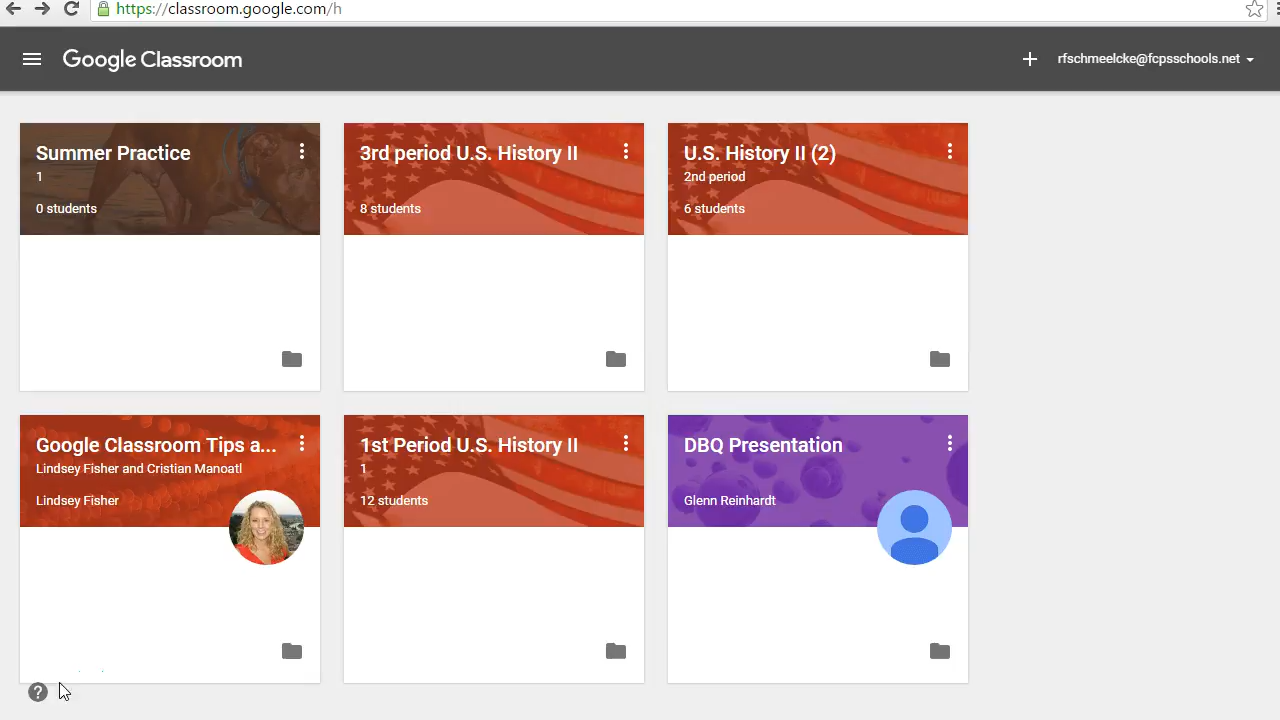 https://classroom.google.com/h
Google Classroom
rfschmeelcke@fcpsschools.net
Summer Practice
1
0 students
3rd period U.S. History II
8 students
U.S. History II (2)
2nd period
6 students
Google Classroom Tips a...
Lindsey Fisher and Cristian Manoatl
Lindsey Fisher
1st Period U.S. History II
1
12 students
DBQ Presentation
Glenn Reinhardt
?